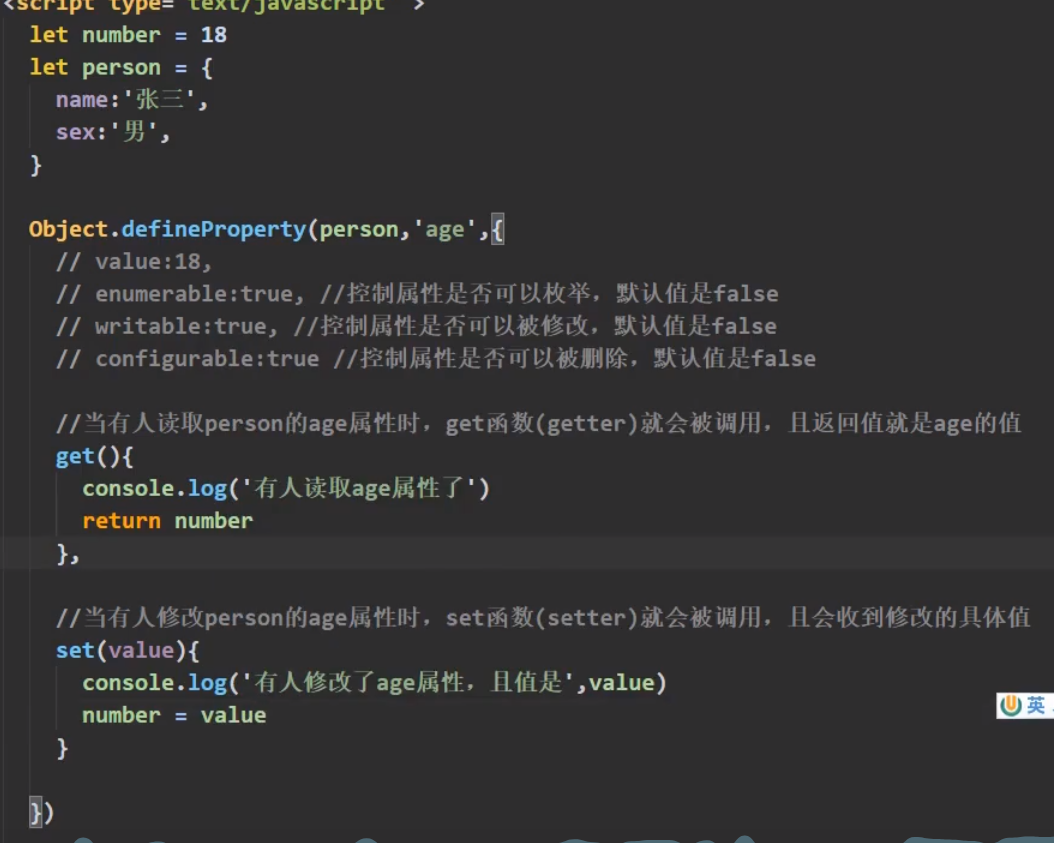 <script type="text/javascript" >
let number = 18
let person = {
name:'张三',
sex:'男',
}
Object.defineProperty(person,'age',{
// value:18,
// enumerable:true, //控制属性是否可以枚举，默认值是false
// writable:true, //控制属性是否可以被修改，默认值是false
// configurable:true //控制属性是否可以被删除，默认值是false
//当有人读取person的age属性时，get函数(getter)就会被调用，且返回值就是age的值
get(){
console.log('有人读取age属性了')
return number
},
//当有人修改person的age属性时，set函数(setter)就会被调用，且会收到修改的具体值
set(value){
console.log('有人修改了age属性，且值是',value)
number = value
}
英
})